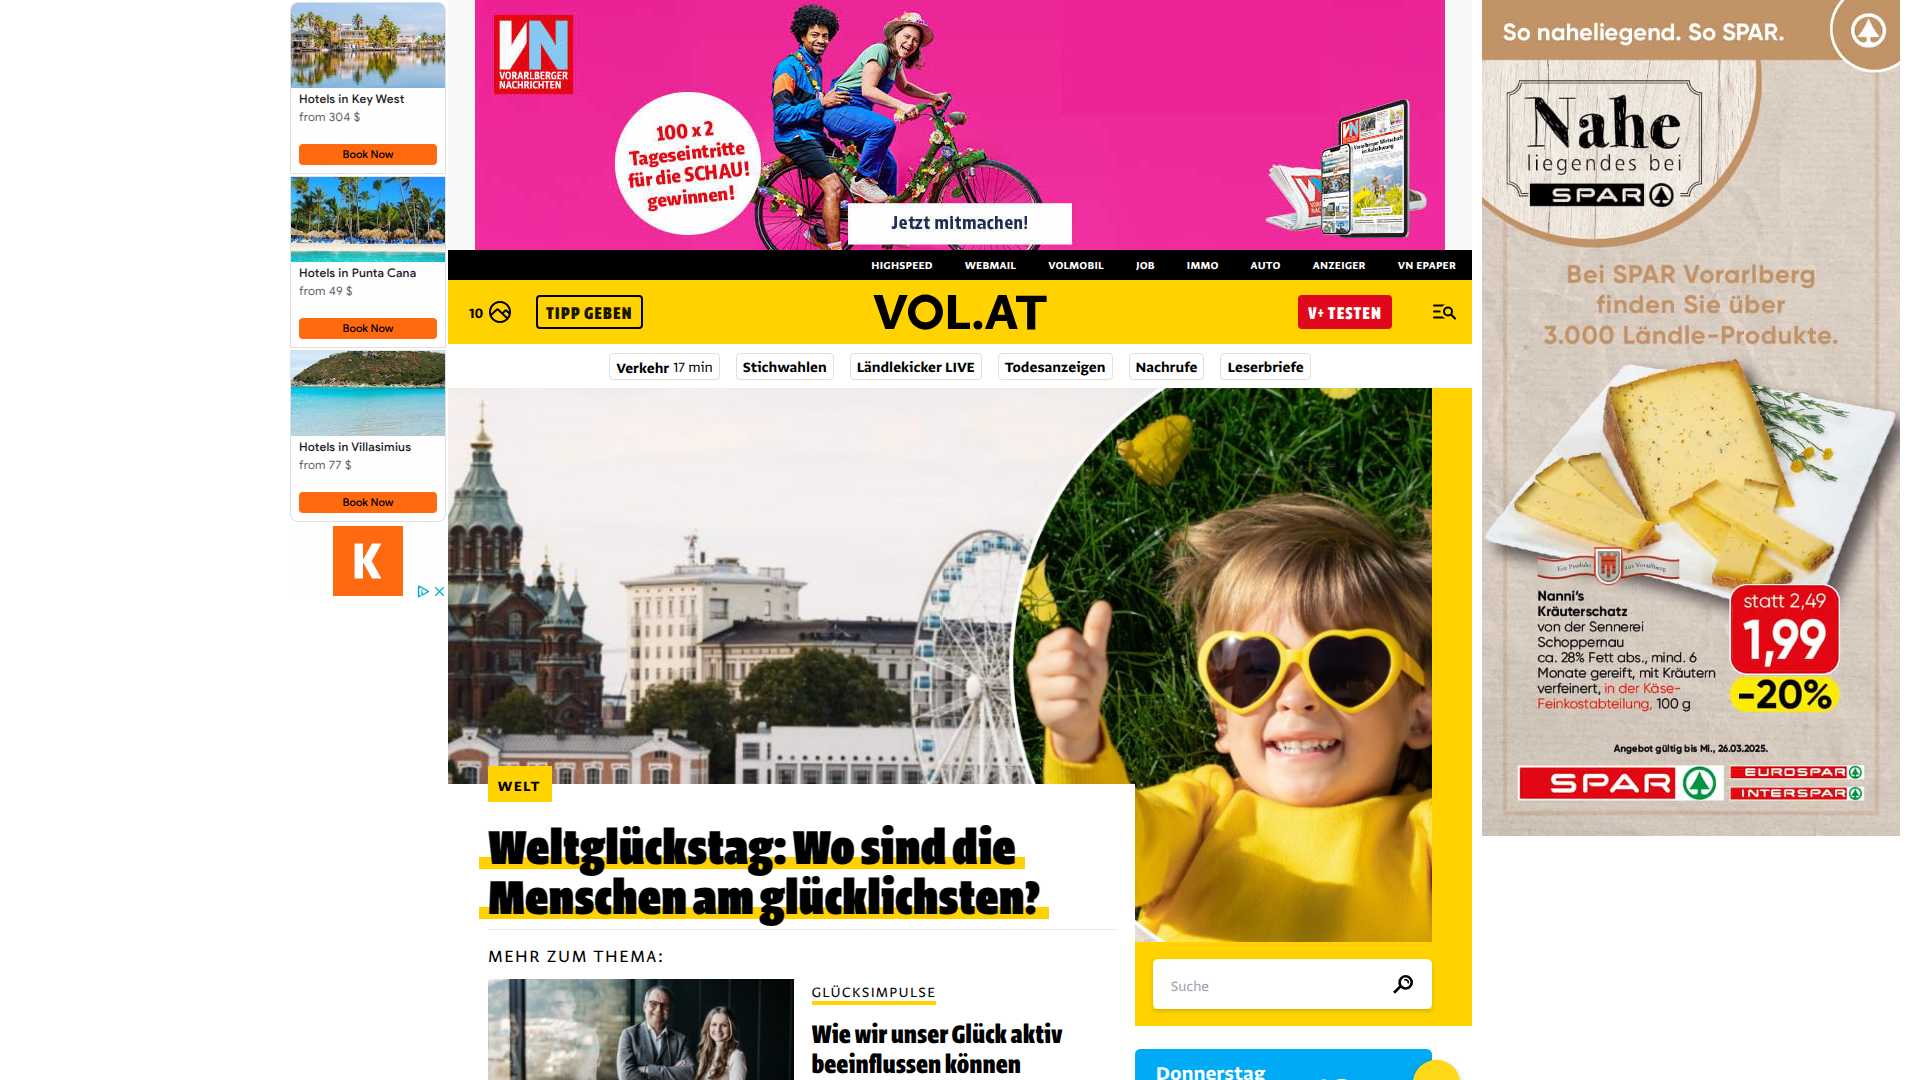 Hotels in Key West
from 304 $
Book Now
Hotels in Punta Cana
from 49 $
Book Now
Hotels in Villasimius
from 77 $
Book Now
K
VN
VORARLBERGER
NACHRICHTEN
100 x 2
Tageseintritte
für die SCHAU!
gewinnen!
Jetzt mitmachen!
HIGHSPEED WEBMAIL VOLMOBIL JOB IMMO AUTO ANZEIGER VN EPAPER
10 TIPP GEBEN VOL.AT V+ TESTEN
Verkehr 17 min Stichwahlen Ländlekicker LIVE Todesanzeigen Nachrufe Leserbriefe
WELT
Weltglückstag: Wo sind die
Menschen am glücklichsten?
MEHR ZUM THEMA:
GLÜCKSIMPULSE
Wie wir unser Glück aktiv
beeinflussen können
Suche
Donnerstag
So naheliegend. So SPAR.
Nahe
liegendes bei
SPAR
Bei SPAR Vorarlberg
finden Sie über
3.000 Ländle-Produkte.
Ein Produkt aus Vorarlberg
Nanni's
Kräuterschatz
von der Sennerei
Schoppernau
ca. 28% Fett abs., mind. 6
Monate gereift, mit Kräutern
verfeinert, in der Käse-
Feinkostabteilung, 100 g
statt 2,49
1,99
-20%
Angebot gültig bis Mi., 26.03.2025.
SPAR
EUROSPAR
INTERSPAR